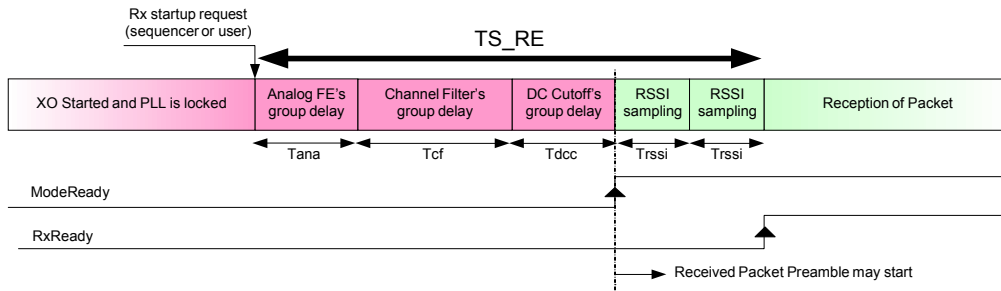 Rx startup request
(sequencer or user)
TS_RE
XO Started and PLL is locked
Analog FE's
group delay
Channel Filter's
group delay
DC Cutoff's
group delay
RSSI
sampling
RSSI
sampling
Reception of Packet
Tana
Tcf
Tdcc
Trssi
Trssi
ModeReady
RxReady
Received Packet Preamble may start